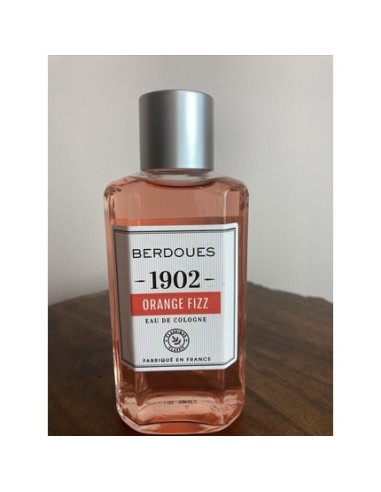 BERDOUES
1902
ORANGE FIZZ
EAU DE COLOGNE
FABRIQUÉ EN FRANCE